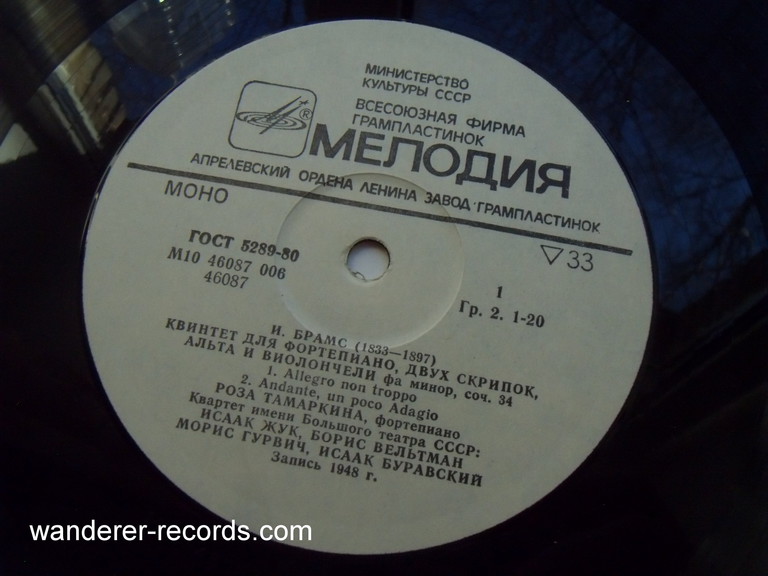 МИНИСТЕРСТВО
КУЛЬТУРЫ СССР
ВСЕСОЮЗНАЯ ФИРМА
ГРАМПЛАСТИНОК
®
МЕЛОДИЯ
АПРЕЛЕВСКИЙ ОРДЕНА ЛЕНИНА ЗАВОД ГРАМПЛАСТИНОК
МОНО
▽ 33
ГОСТ 5289-80
М10 46087 006
46087
1
Гр. 2. 1-20
И. БРАМС (1833—1897)
КВИНТЕТ ДЛЯ ФОРТЕПИАНО, ДВУХ СКРИПОК,
АЛЬТА И ВИОЛОНЧЕЛИ фа минор, соч. 34
1. Allegro non troppo
2. Andante, un poco Adagio
РОЗА ТАМАРКИНА, фортепиано
Квартет имени Большого театра СССР:
ИСААК ЖУК, БОРИС ВЕЛЬТМАН
МОРИС ГУРВИЧ, ИСААК БУРАВСКИЙ
Запись 1948 г.
wanderer-records.com